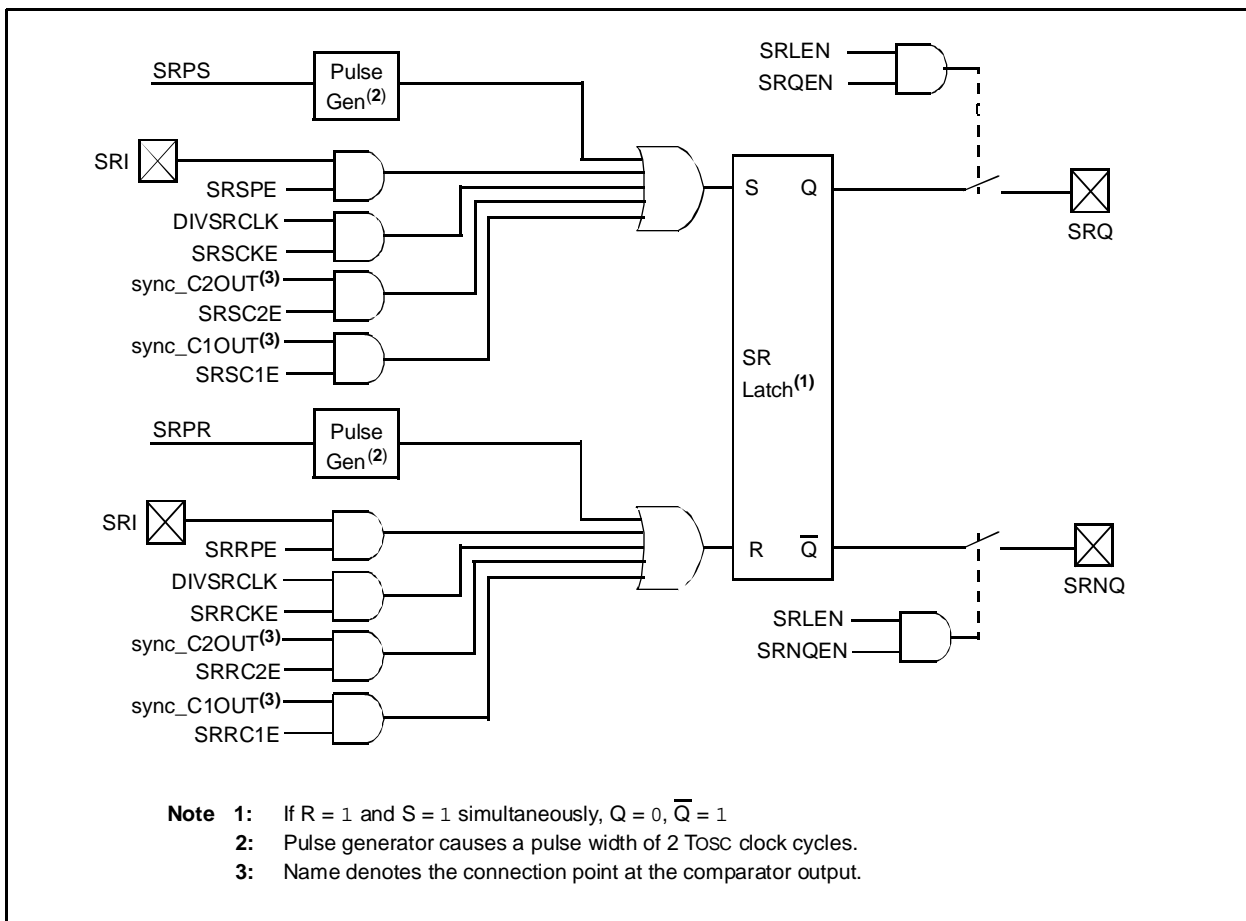 SRPS
Pulse
Gen(2)
SRLEN
SRQEN
SRI
SRSPE
DIVSRCLK
SRSCKE
sync_C2OUT(3)
SRSC2E
sync_C1OUT(3)
SRSC1E
S Q
SRQ
SR
Latch(1)
SRPR
Pulse
Gen(2)
SRI
SRRPE
DIVSRCLK
SRRCKE
sync_C2OUT(3)
SRRC2E
sync_C1OUT(3)
SRRC1E
R Q̅
SRNQ
SRLEN
SRNQEN
Note 1: If R = 1 and S = 1 simultaneously, Q = 0, Q̅ = 1
2: Pulse generator causes a pulse width of 2 TOSC clock cycles.
3: Name denotes the connection point at the comparator output.